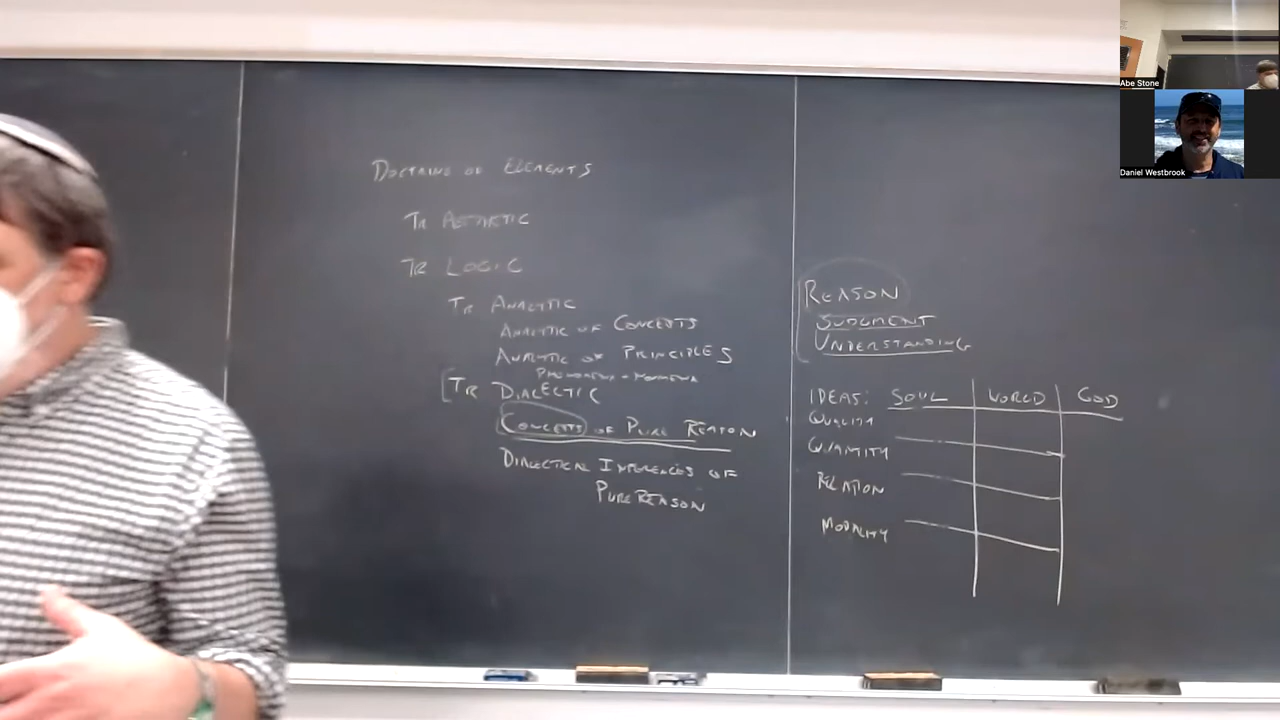 DOCTRINE OF ELEMENTS
TR AESTHETIC
TR LOGIC
TR ANALYTIC
ANALYTIC OF CONCEPTS
ANALYTIC OF PRINCIPLES
PHENOMENA + NOUMENA
[TR DIALECTIC
CONCEPTS OF PURE REASON
DIALECTICAL INFERENCES OF
PURE REASON
REASON
JUDGMENT
UNDERSTANDING
IDEAS: SOUL WORLD GOD
QUALITY
QUANTITY
RELATION
MODALITY
Abe Stone
Daniel Westbrook